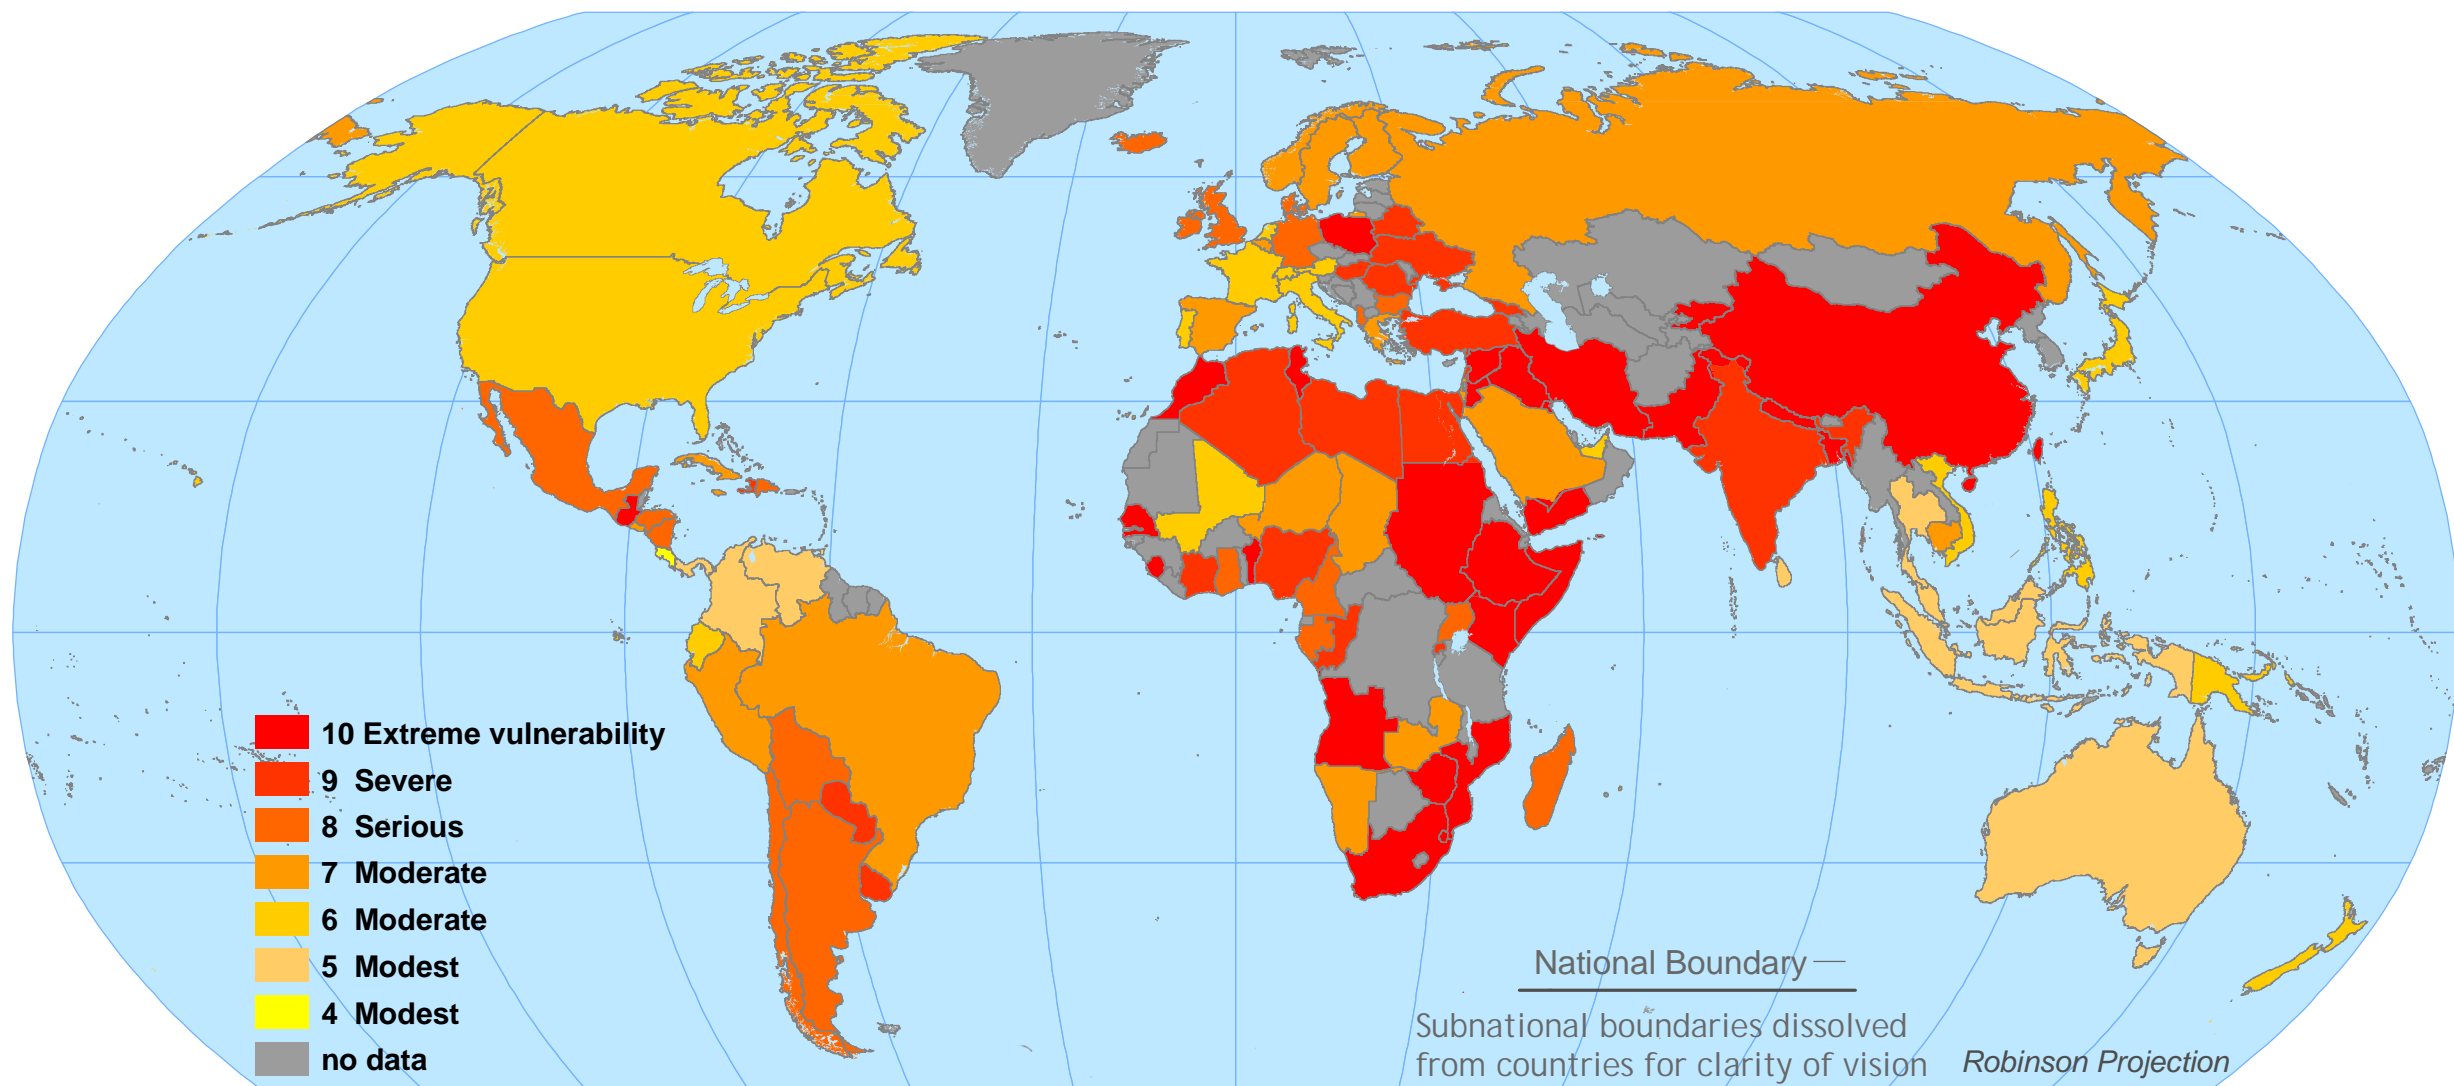 10 Extreme vulnerability
9 Severe
8 Serious
7 Moderate
6 Moderate
5 Modest
4 Modest
no data
National Boundary
Subnational boundaries dissolved
from countries for clarity of vision
Robinson Projection